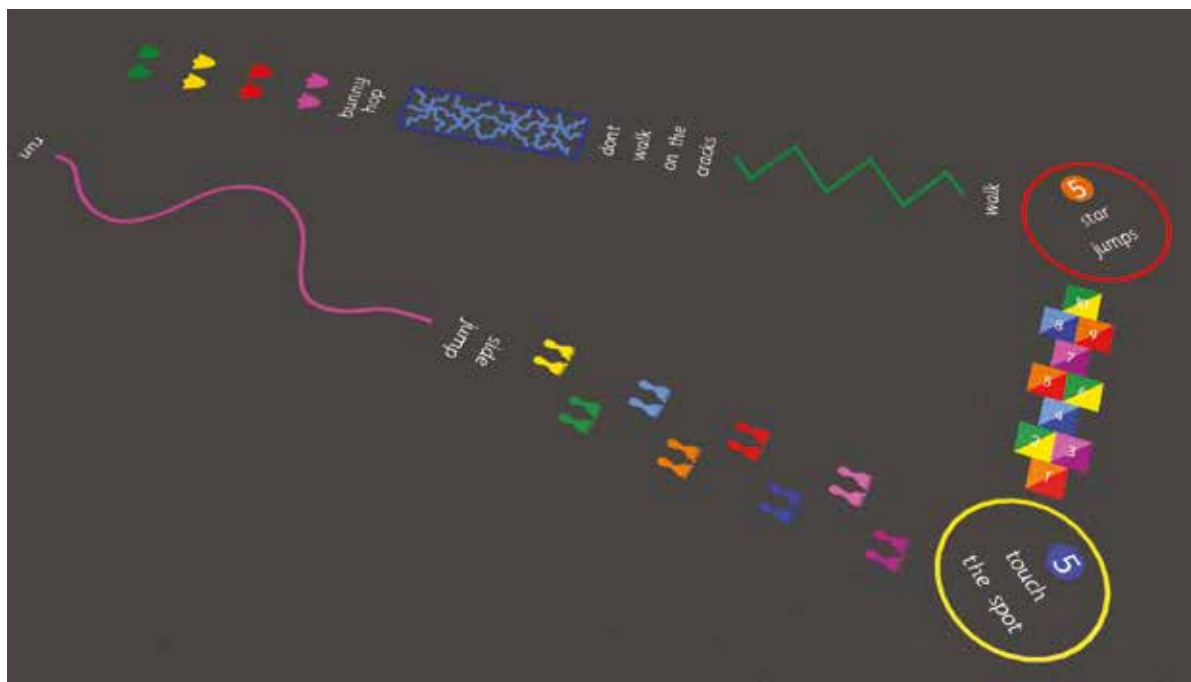 run
side
jump
5
touch
the spot
1
2
3
4
5
6
7
8
9
10
5
star
jumps
walk
dont
walk
on the
cracks
bunny
hop